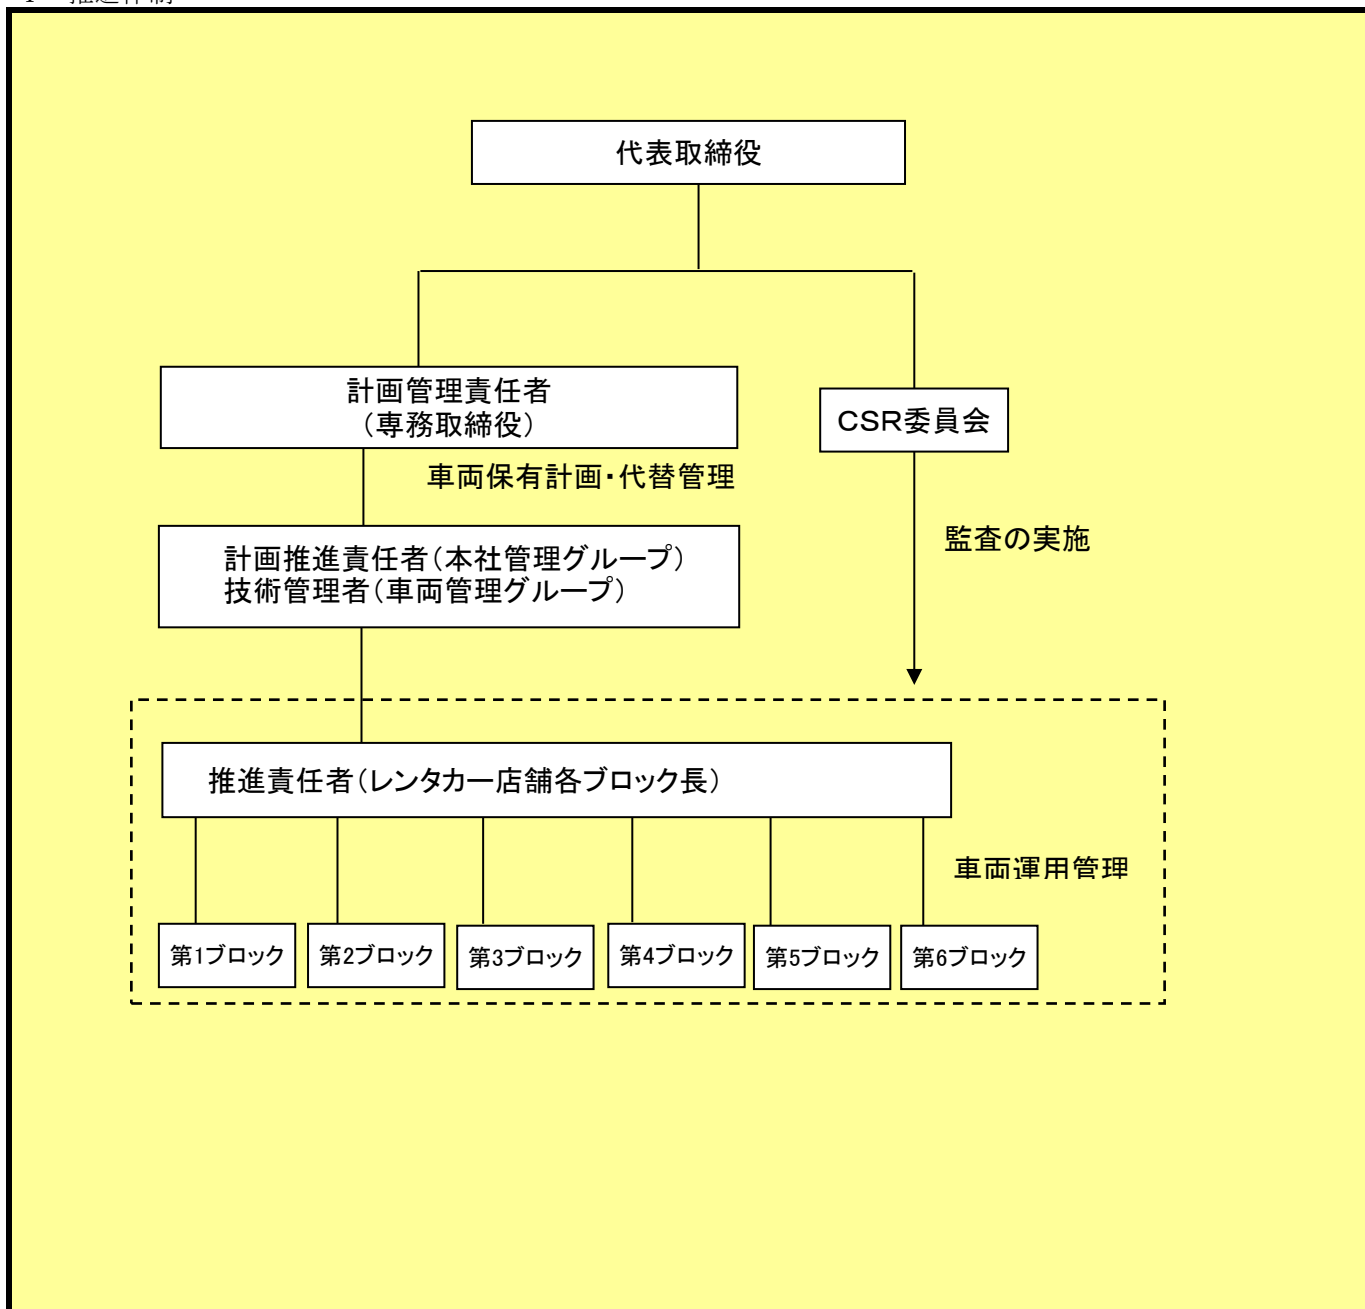 代表取締役
計画管理責任者
（専務取締役）
CSR委員会
車両保有計画・代替管理
監査の実施
計画推進責任者（本社管理グループ）
技術管理者（車両管理グループ）
推進責任者（レンタカー店舗各ブロック長）
車両運用管理
第1ブロック
第2ブロック
第3ブロック
第4ブロック
第5ブロック
第6ブロック